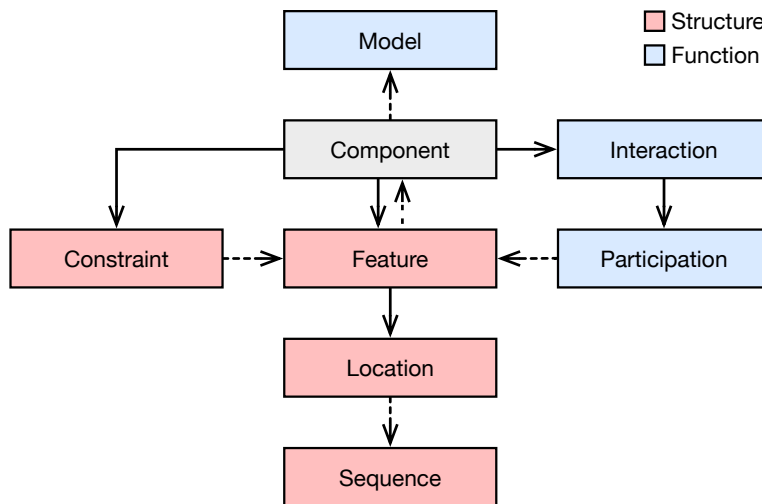 Structure
Model
Function
Component
Interaction
Constraint
Feature
Participation
Location
Sequence